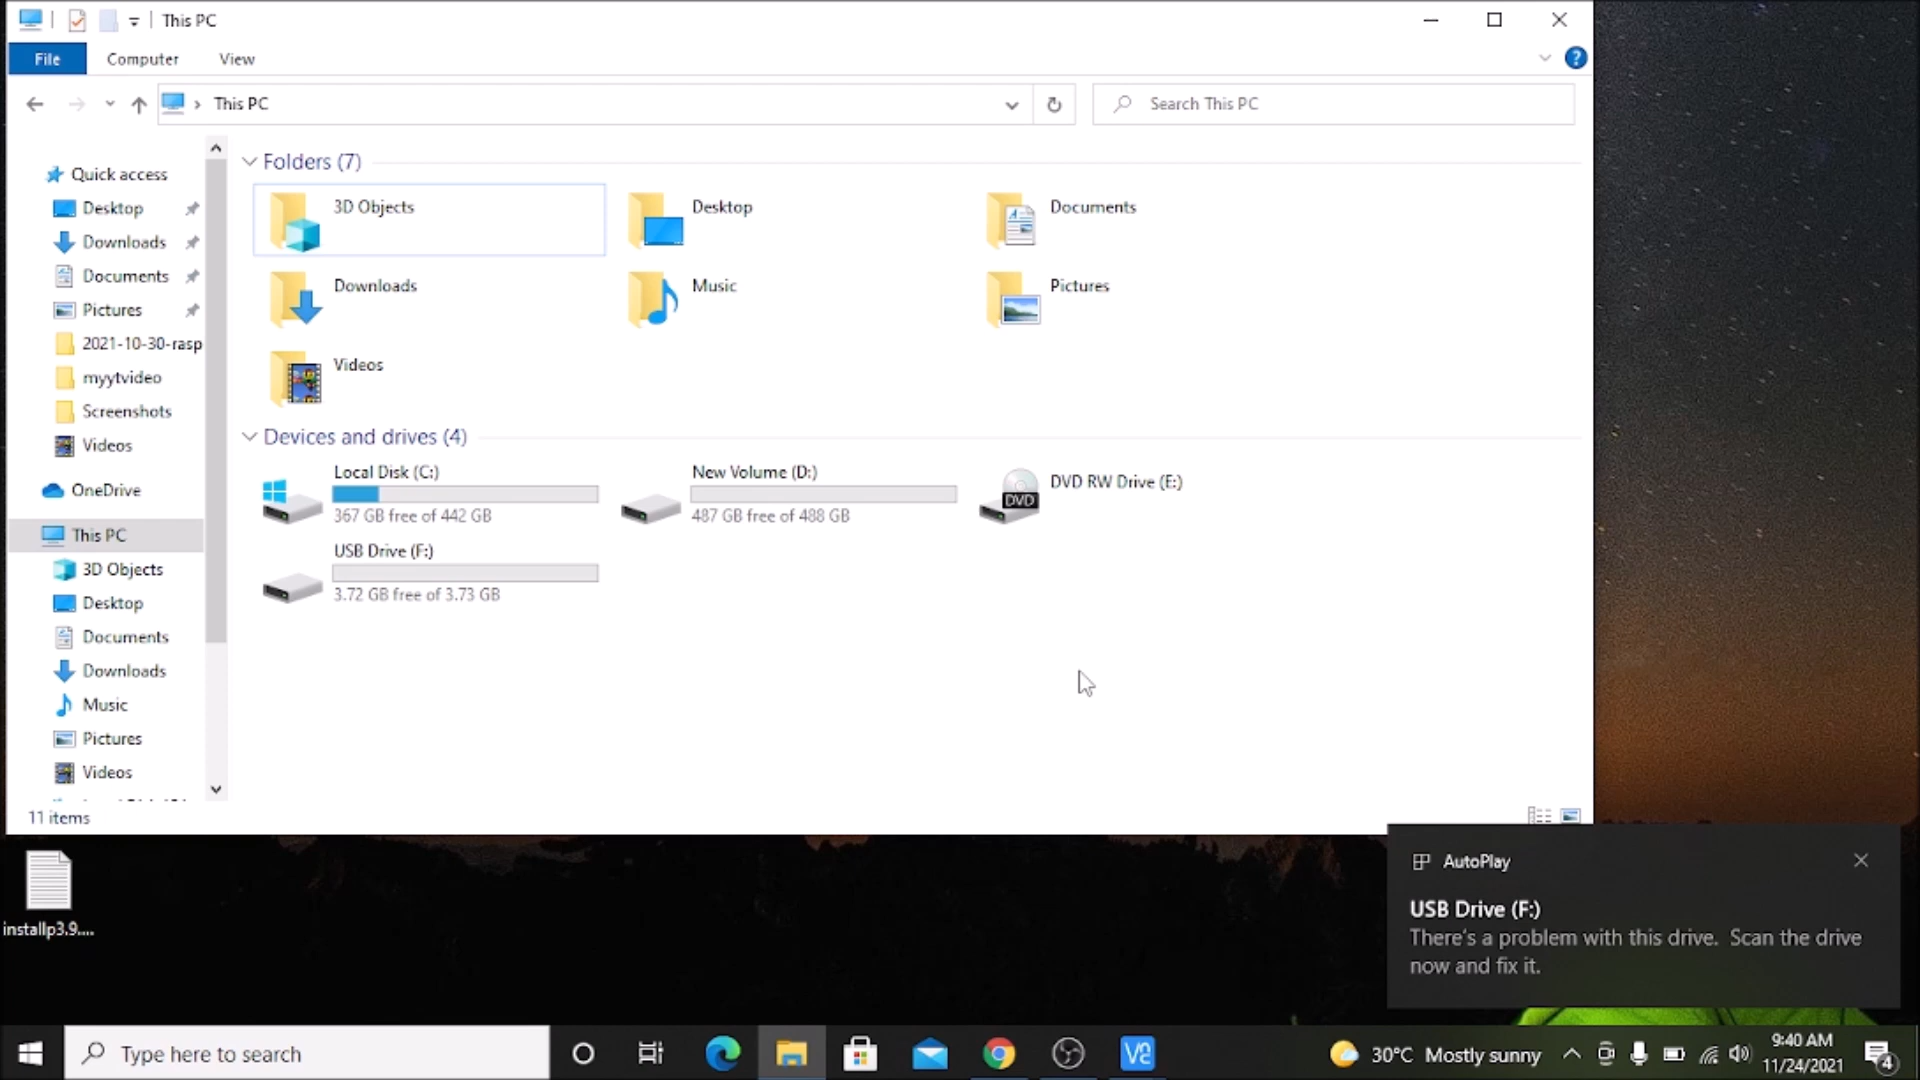 This PC
File
Computer
View
This PC
Search This PC
Quick access
Desktop
Downloads
Documents
Pictures
2021-10-30-rasp
myytvideo
Screenshots
Videos
OneDrive
This PC
3D Objects
Desktop
Documents
Downloads
Music
Pictures
Videos
Folders (7)
3D Objects
Desktop
Documents
Downloads
Music
Pictures
Videos
Devices and drives (4)
Local Disk (C:)
367 GB free of 442 GB
New Volume (D:)
487 GB free of 488 GB
DVD RW Drive (E:)
DVD
USB Drive (F:)
3.72 GB free of 3.73 GB
11 items
installp3.9....
AutoPlay
USB Drive (F:)
There's a problem with this drive. Scan the drive
now and fix it.
Type here to search
30°C Mostly sunny
9:40 AM
11/24/2021
4